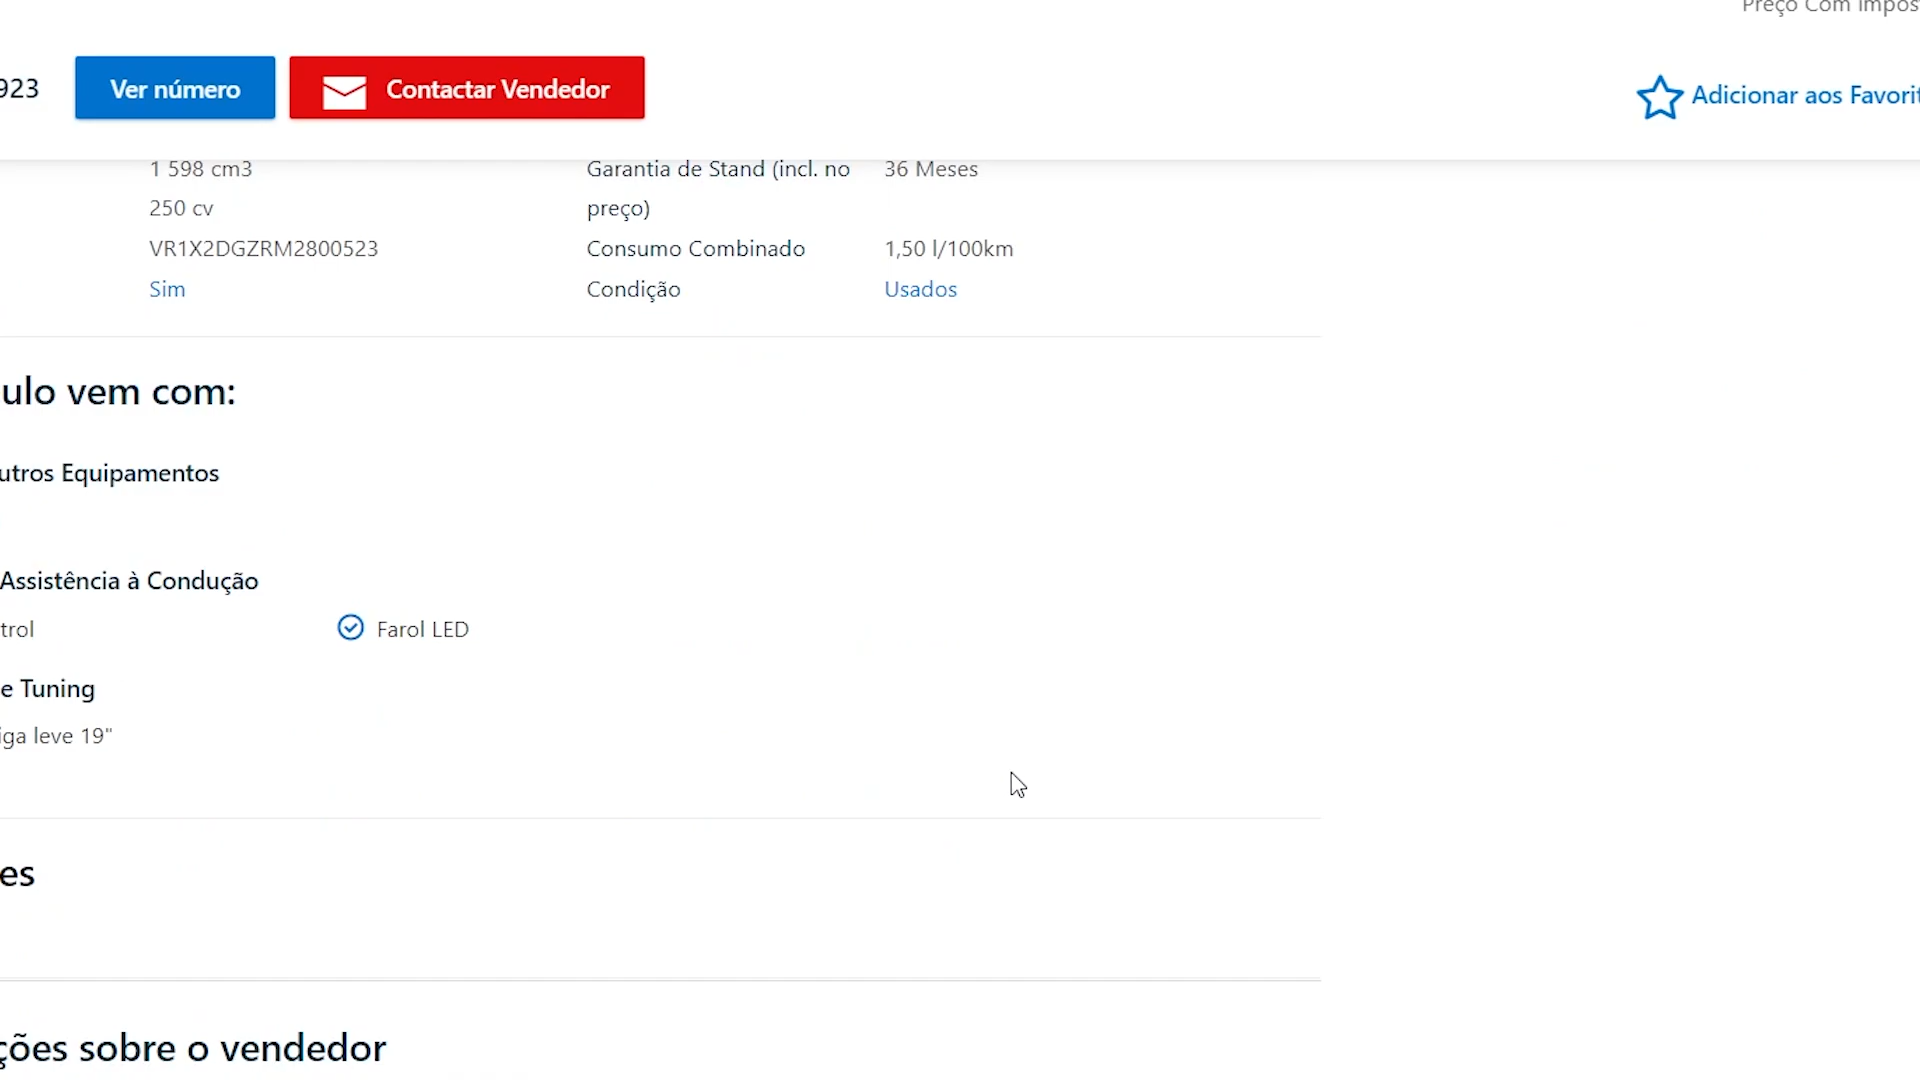 Preço Com Impos
923
Ver número
Contactar Vendedor
Adicionar aos Favorit
1 598 cm3
Garantia de Stand (incl. no
36 Meses
250 cv
preço)
VR1X2DGZRM2800523
Consumo Combinado
1,50 l/100km
Sim
Condição
Usados
ulo vem com:
utros Equipamentos
Assistência à Condução
trol
Farol LED
e Tuning
iga leve 19"
es
ções sobre o vendedor